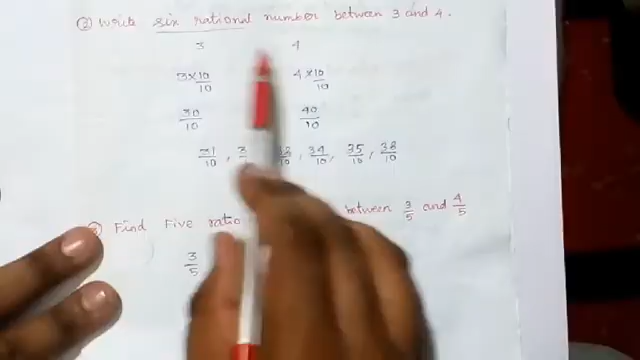 ② Write six rational number between 3 and 4.
3 4
3×10/10 4×10/10
30/10 40/10
31/10, /10, 34/10, 35/10, 38/10
Find Five ratio between 3/5 and 4/5
3/5